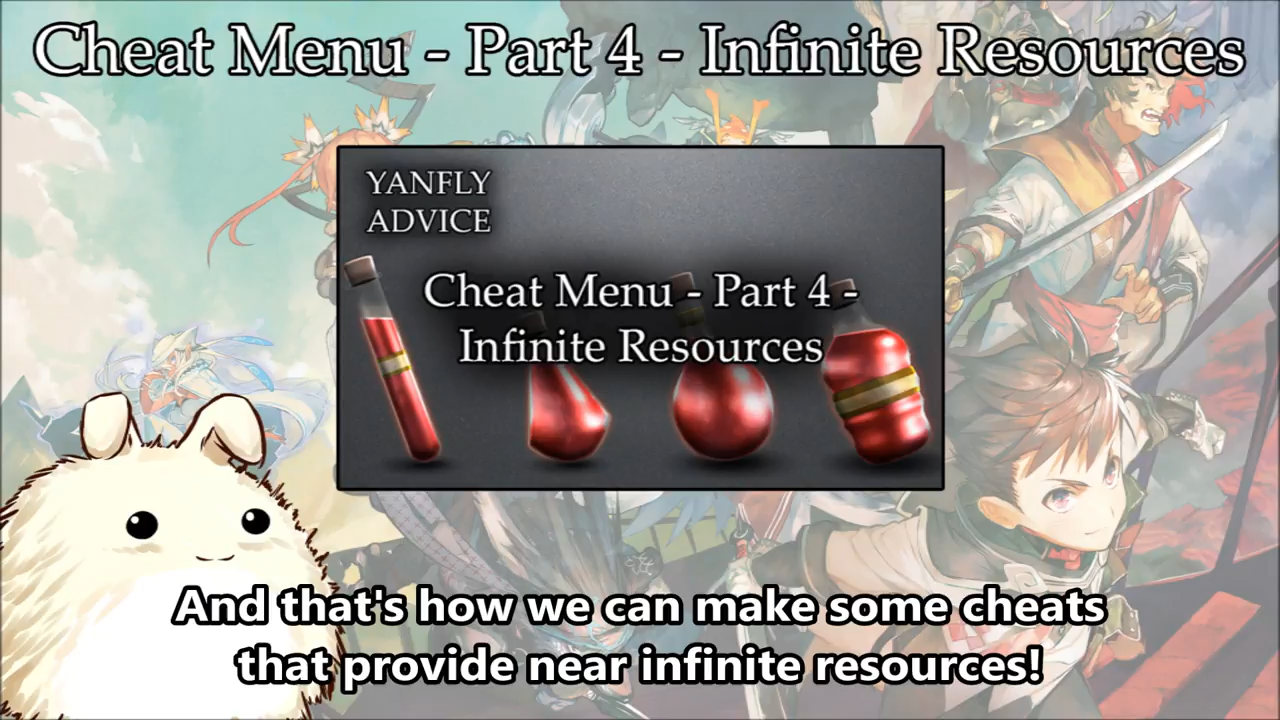 Cheat Menu - Part 4 - Infinite Resources
YANFLY
ADVICE
Cheat Menu - Part 4 -
Infinite Resources
And that's how we can make some cheats
that provide near infinite resources!